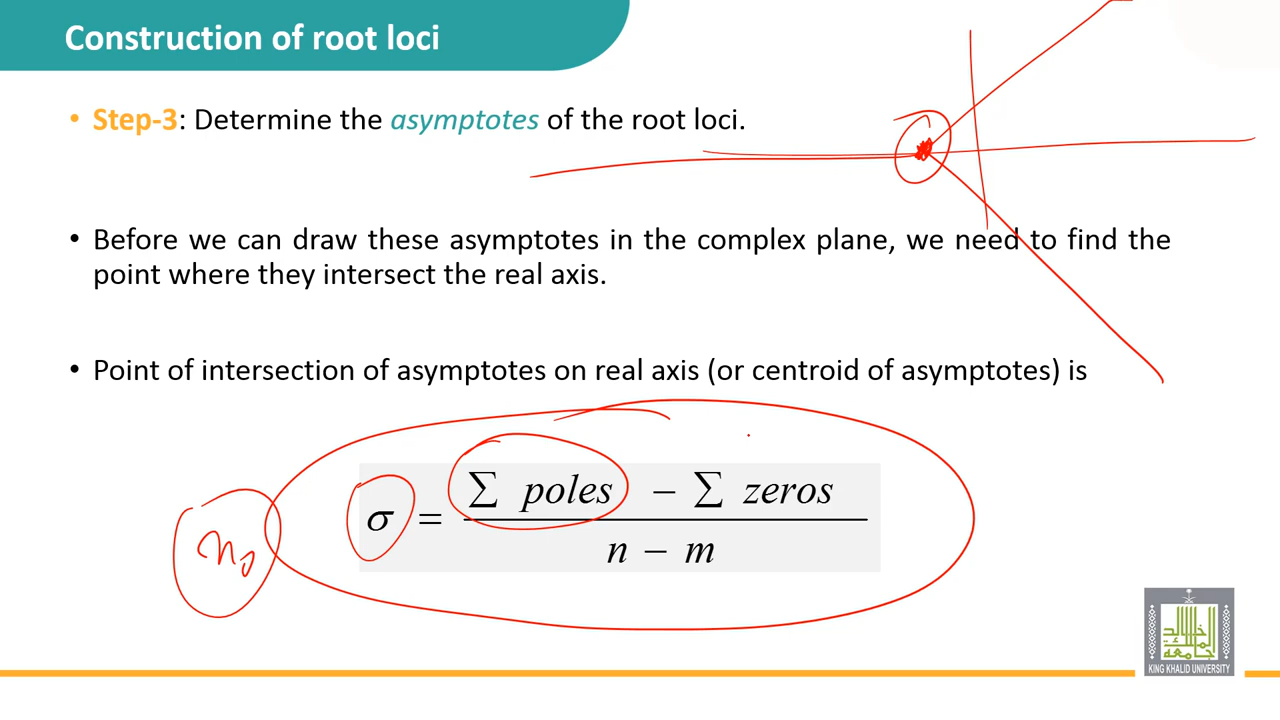 Construction of root loci
• Step-3: Determine the asymptotes of the root loci.
• Before we can draw these asymptotes in the complex plane, we need to find the
point where they intersect the real axis.
• Point of intersection of asymptotes on real axis (or centroid of asymptotes) is
σ = (∑ poles − ∑ zeros) / (n − m)
KING KHALID UNIVERSITY